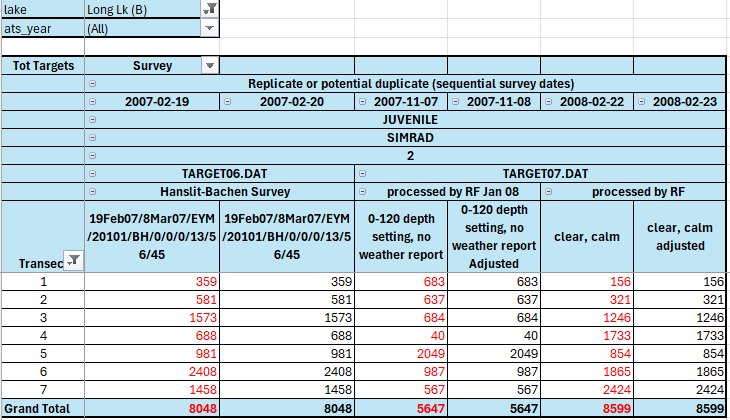 lake Long Lk (B)
ats_year (All)
Tot Targets Survey
Replicate or potential duplicate (sequential survey dates)
2007-02-19 2007-02-20 2007-11-07 2007-11-08 2008-02-22 2008-02-23
JUVENILE
SIMRAD
2
TARGET06.DAT TARGET07.DAT
Hanslit-Bachen Survey processed by RF Jan 08 processed by RF
Transec 19Feb07/8Mar07/EYM
/20101/BH/0/0/0/13/5
6/45
19Feb07/8Mar07/EYM
/20101/BH/0/0/0/13/5
6/45
0-120 depth
setting, no
weather report
0-120 depth
setting, no
weather report
Adjusted
clear, calm
clear, calm
adjusted
1 359 359 683 683 156 156
2 581 581 637 637 321 321
3 1573 1573 684 684 1246 1246
4 688 688 40 40 1733 1733
5 981 981 2049 2049 854 854
6 2408 2408 987 987 1865 1865
7 1458 1458 567 567 2424 2424
Grand Total 8048 8048 5647 5647 8599 8599